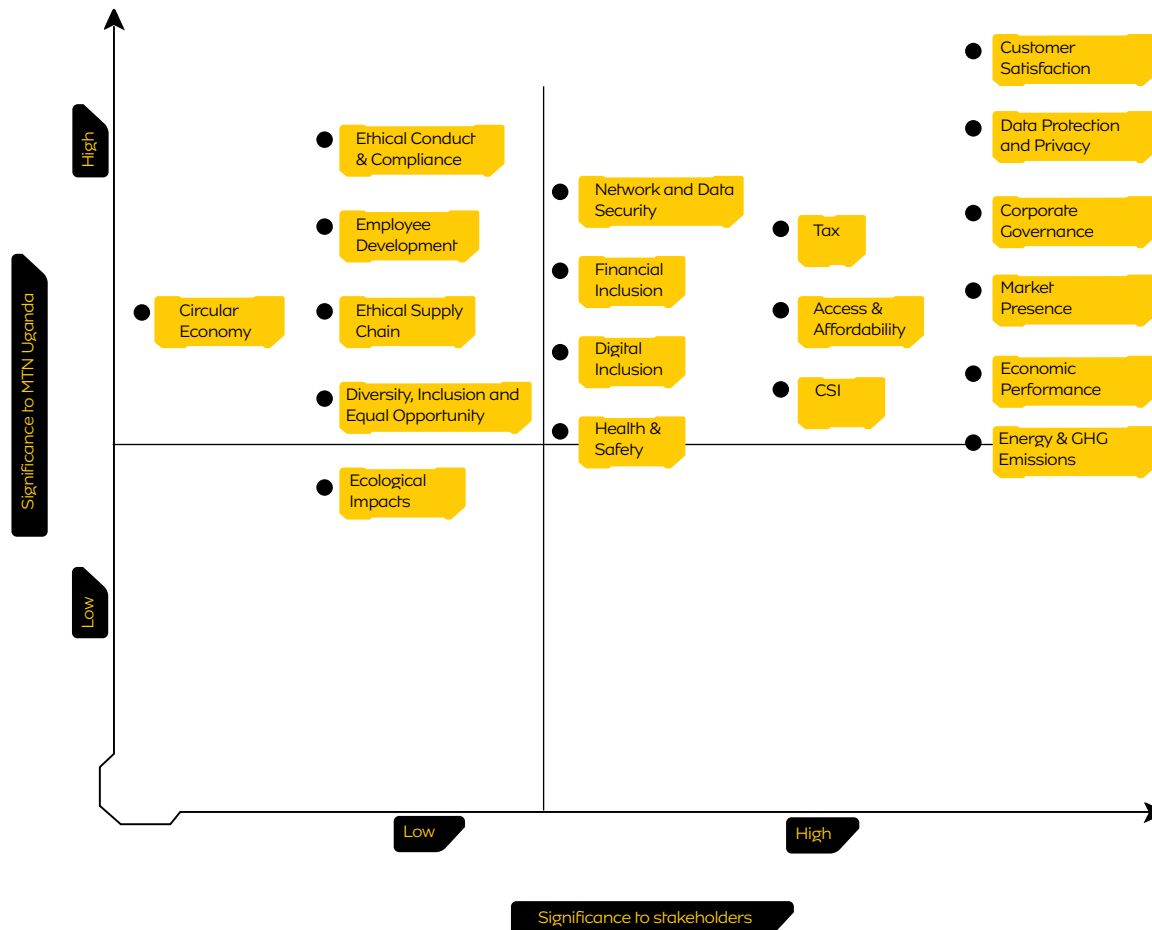 Customer
Satisfaction
High
Ethical Conduct
& Compliance
Data Protection
and Privacy
Network and Data
Security
Employee
Development
Tax
Corporate
Governance
Financial
Inclusion
Significance to MTN Uganda
Circular
Economy
Ethical Supply
Chain
Access &
Affordability
Market
Presence
Digital
Inclusion
Diversity, Inclusion and
Equal Opportunity
CSI
Economic
Performance
Health &
Safety
Energy & GHG
Emissions
Ecological
Impacts
Low
Low
High
Significance to stakeholders